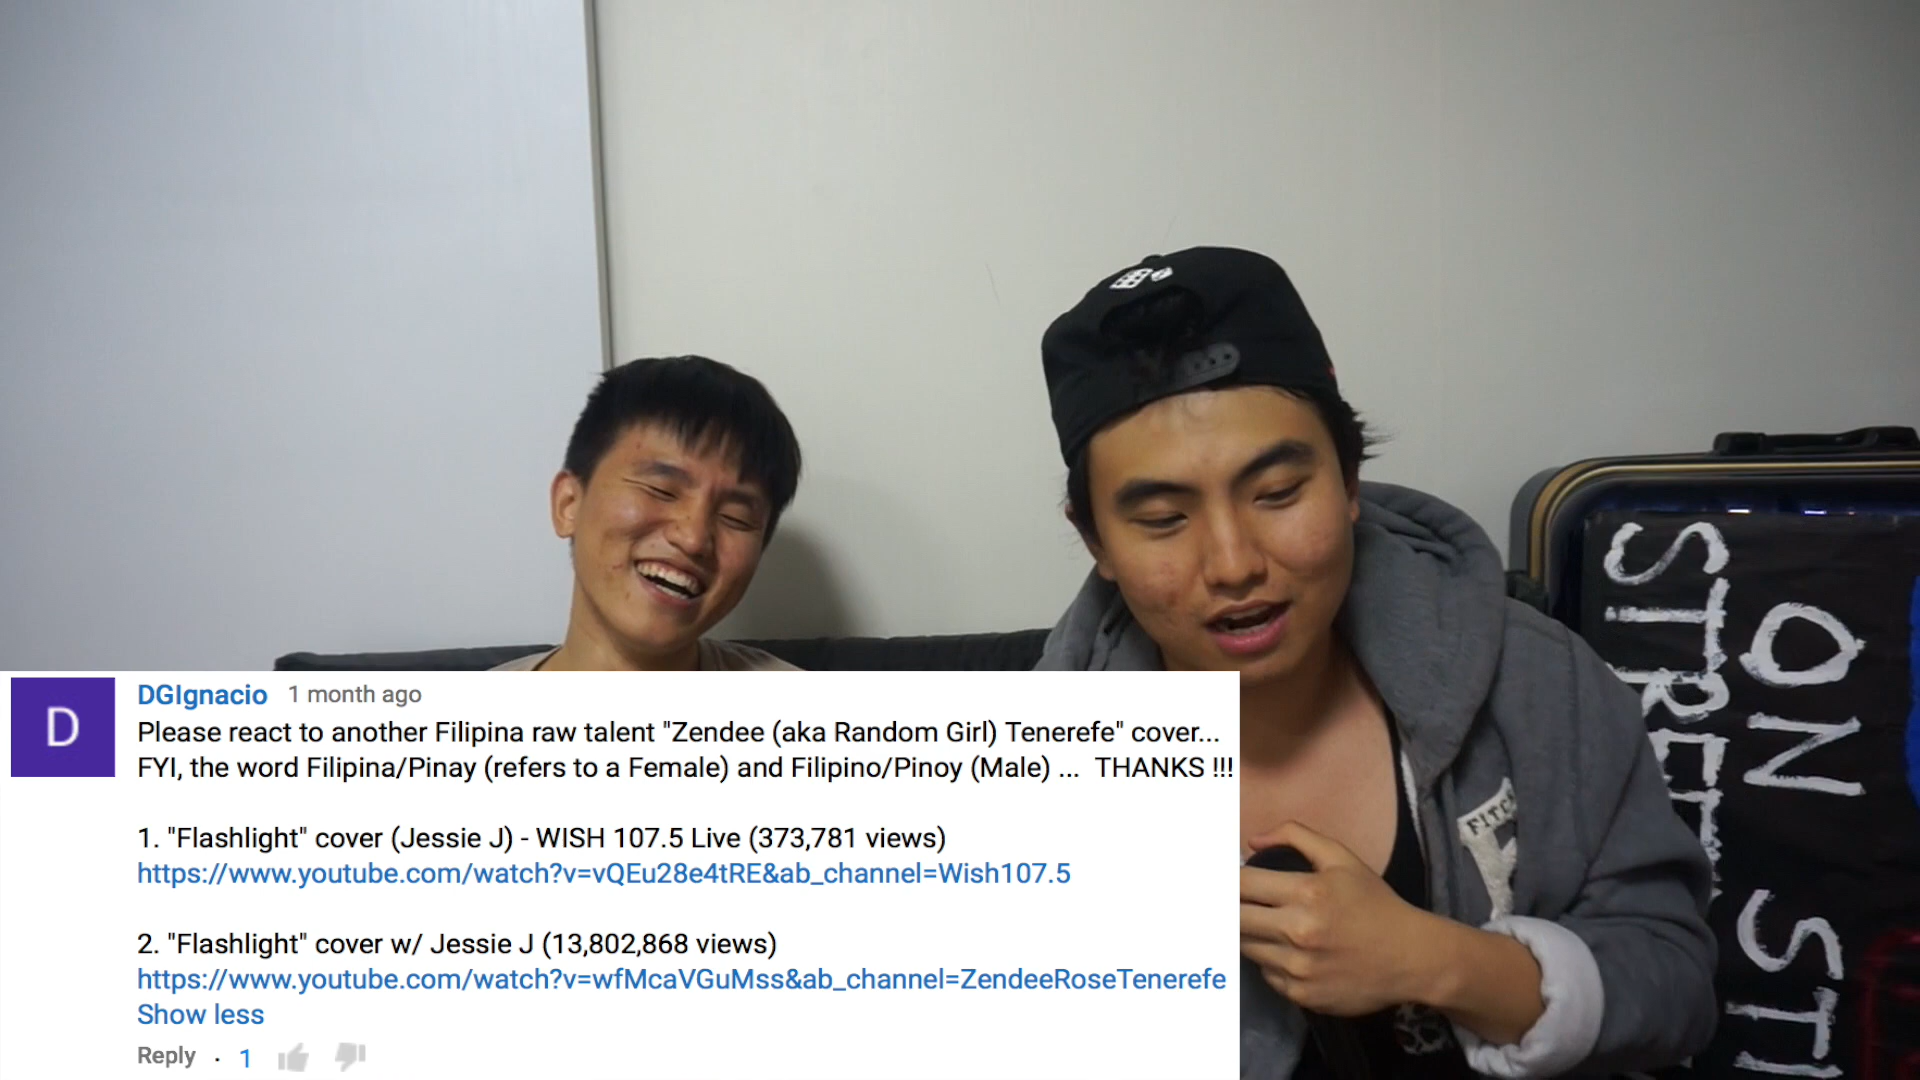 DGIgnacio 1 month ago
Please react to another Filipina raw talent "Zendee (aka Random Girl) Tenerefe" cover...
FYI, the word Filipina/Pinay (refers to a Female) and Filipino/Pinoy (Male) ... THANKS !!!
1. "Flashlight" cover (Jessie J) - WISH 107.5 Live (373,781 views)
https://www.youtube.com/watch?v=vQEu28e4tRE&ab_channel=Wish107.5
2. "Flashlight" cover w/ Jessie J (13,802,868 views)
https://www.youtube.com/watch?v=wfMcaVGuMss&ab_channel=ZendeeRoseTenerefe
Show less
Reply · 1
D
FITCH
ON ST